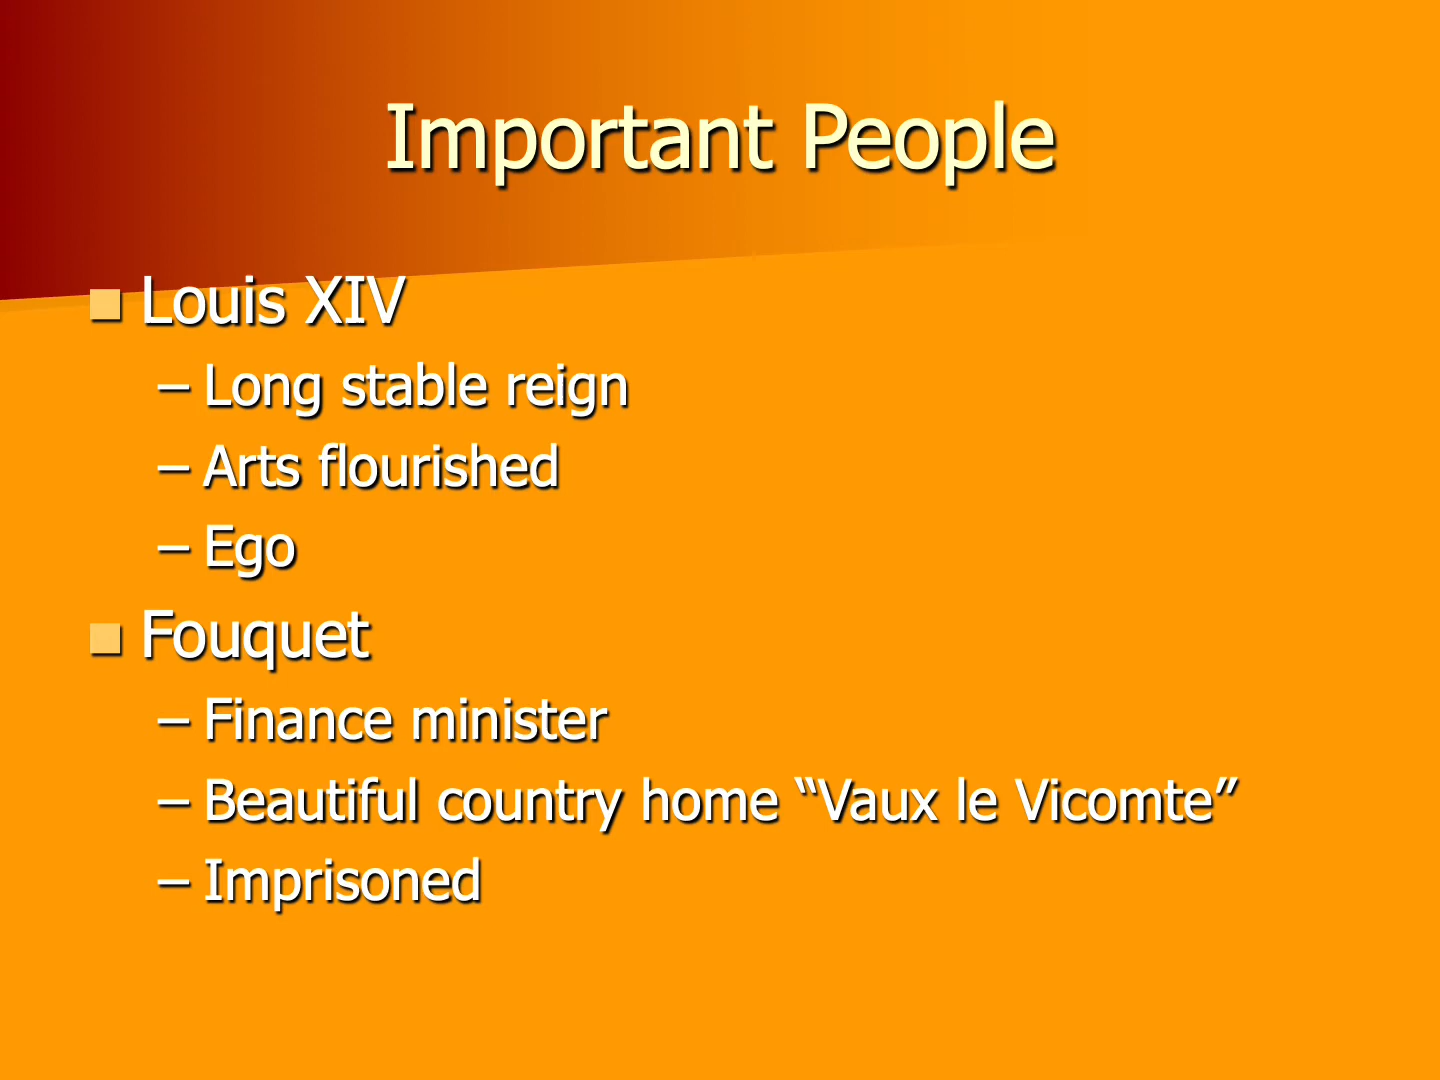 Important People
Louis XIV
– Long stable reign
– Arts flourished
– Ego
Fouquet
– Finance minister
– Beautiful country home “Vaux le Vicomte”
– Imprisoned